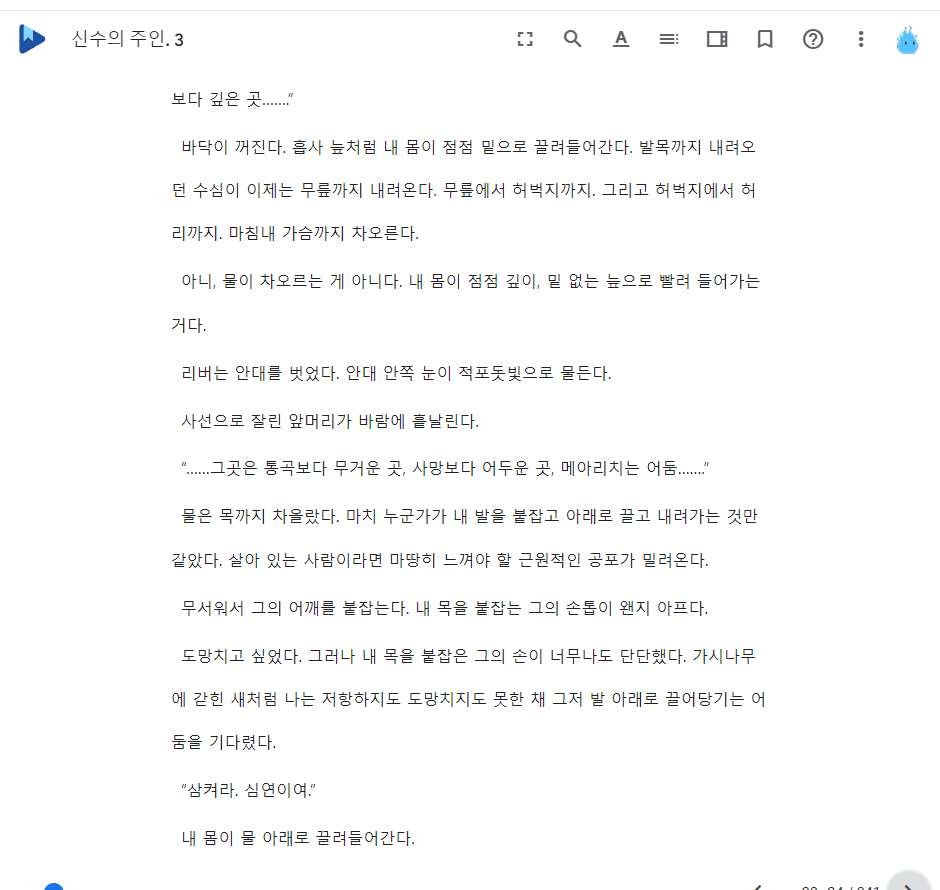 신수의 주인. 3
보다 깊은 곳.......”
바닥이 꺼진다. 흡사 늪처럼 내 몸이 점점 밑으로 끌려들어간다. 발목까지 내려오
던 수심이 이제는 무릎까지 내려온다. 무릎에서 허벅지까지. 그리고 허벅지에서 허
리까지. 마침내 가슴까지 차오른다.
아니, 물이 차오르는 게 아니다. 내 몸이 점점 깊이, 밑 없는 늪으로 빨려 들어가는
거다.
리버는 안대를 벗었다. 안대 안쪽 눈이 적포돗빛으로 물든다.
사선으로 잘린 앞머리가 바람에 흩날린다.
“......그곳은 통곡보다 무거운 곳, 사망보다 어두운 곳, 메아리치는 어둠.......”
물은 목까지 차올랐다. 마치 누군가가 내 발을 붙잡고 아래로 끌고 내려가는 것만
같았다. 살아 있는 사람이라면 마땅히 느껴야 할 근원적인 공포가 밀려온다.
무서워서 그의 어깨를 붙잡는다. 내 목을 붙잡는 그의 손톱이 왠지 아프다.
도망치고 싶었다. 그러나 내 목을 붙잡은 그의 손이 너무나도 단단했다. 가시나무
에 갇힌 새처럼 나는 저항하지도 도망치지도 못한 채 그저 발 아래로 끌어당기는 어
둠을 기다렸다.
“삼켜라. 심연이여.”
내 몸이 물 아래로 끌려들어간다.